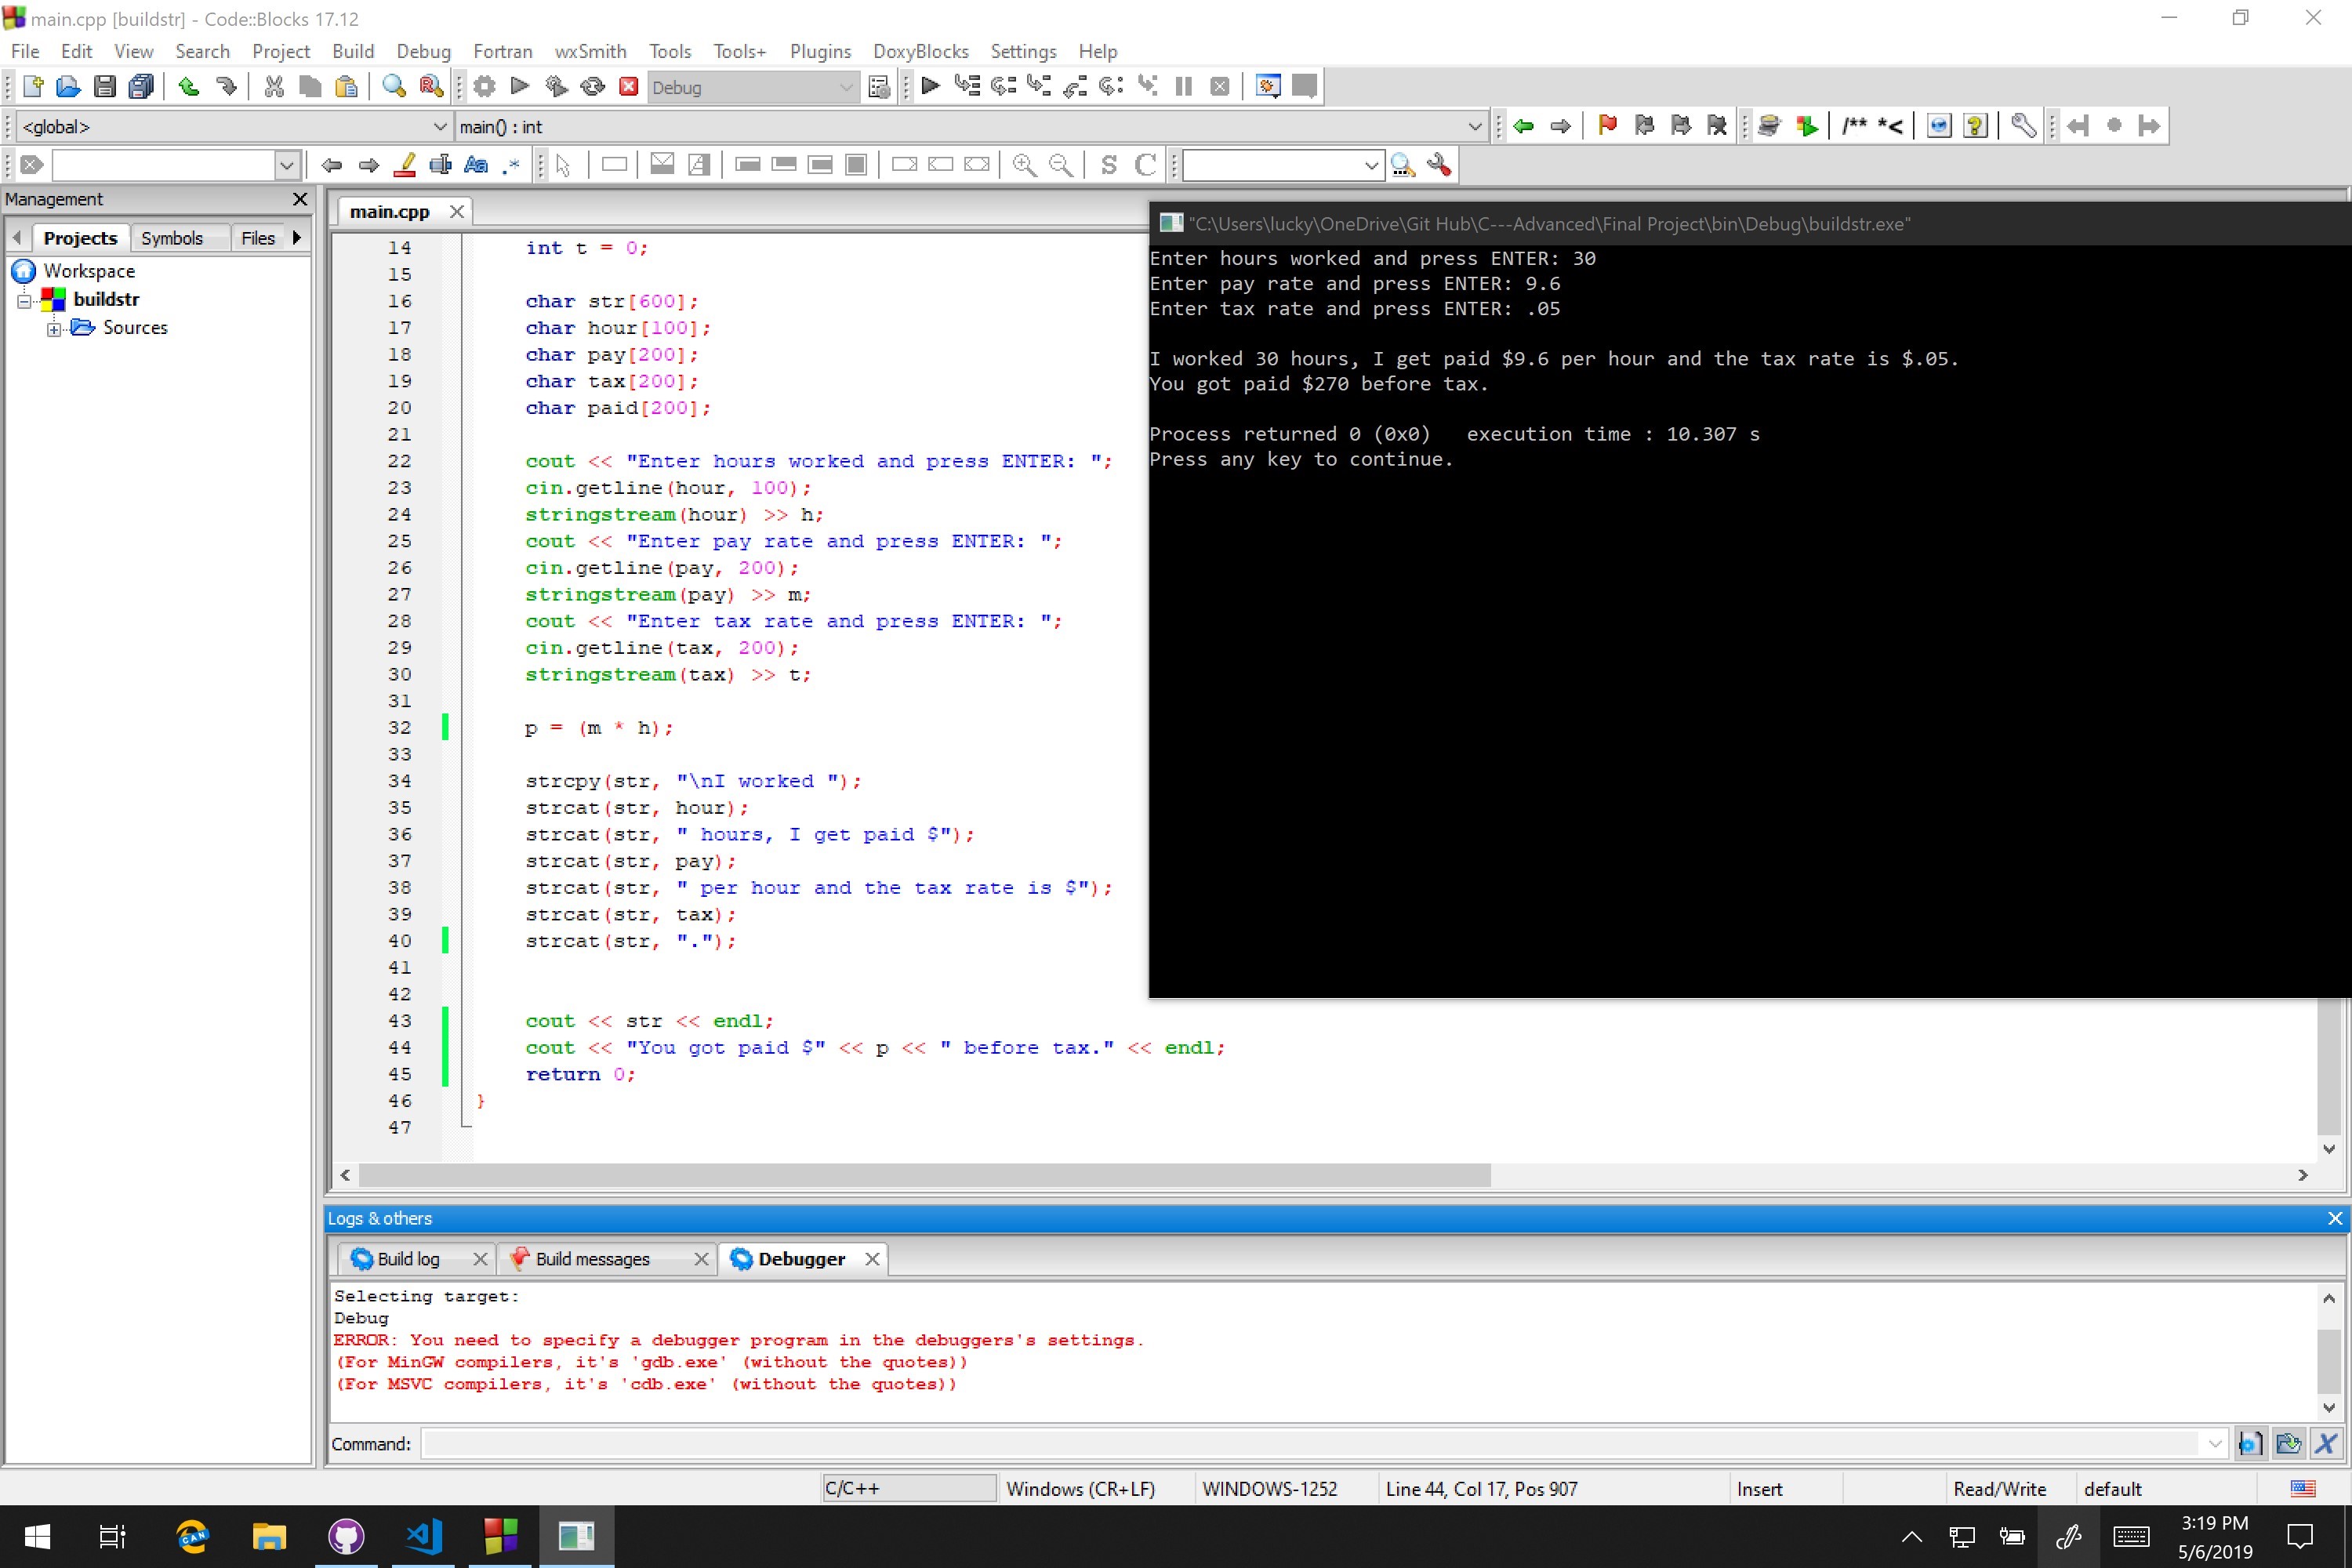 main.cpp [buildstr] - Code::Blocks 17.12
File Edit View Search Project Build Debug Fortran wxSmith Tools Tools+ Plugins DoxyBlocks Settings Help
Debug
<global> main() : int
/** *<
S C
Management
Projects Symbols Files
Workspace
buildstr
Sources
main.cpp
14 int t = 0;
15
16 char str[600];
17 char hour[100];
18 char pay[200];
19 char tax[200];
20 char paid[200];
21
22 cout << "Enter hours worked and press ENTER: ";
23 cin.getline(hour, 100);
24 stringstream(hour) >> h;
25 cout << "Enter pay rate and press ENTER: ";
26 cin.getline(pay, 200);
27 stringstream(pay) >> m;
28 cout << "Enter tax rate and press ENTER: ";
29 cin.getline(tax, 200);
30 stringstream(tax) >> t;
31
32 p = (m * h);
33
34 strcpy(str, "\nI worked ");
35 strcat(str, hour);
36 strcat(str, " hours, I get paid $");
37 strcat(str, pay);
38 strcat(str, " per hour and the tax rate is $");
39 strcat(str, tax);
40 strcat(str, ".");
41
42
43 cout << str << endl;
44 cout << "You got paid $" << p << " before tax." << endl;
45 return 0;
46 }
47
"C:\Users\lucky\OneDrive\Git Hub\C---Advanced\Final Project\bin\Debug\buildstr.exe"
Enter hours worked and press ENTER: 30
Enter pay rate and press ENTER: 9.6
Enter tax rate and press ENTER: .05
I worked 30 hours, I get paid $9.6 per hour and the tax rate is $.05.
You got paid $270 before tax.
Process returned 0 (0x0)   execution time : 10.307 s
Press any key to continue.
Logs & others
Build log Build messages Debugger
Selecting target:
Debug
ERROR: You need to specify a debugger program in the debuggers's settings.
(For MinGW compilers, it's 'gdb.exe' (without the quotes))
(For MSVC compilers, it's 'cdb.exe' (without the quotes))
Command:
C/C++ Windows (CR+LF) WINDOWS-1252 Line 44, Col 17, Pos 907 Insert Read/Write default
CAN
3:19 PM
5/6/2019